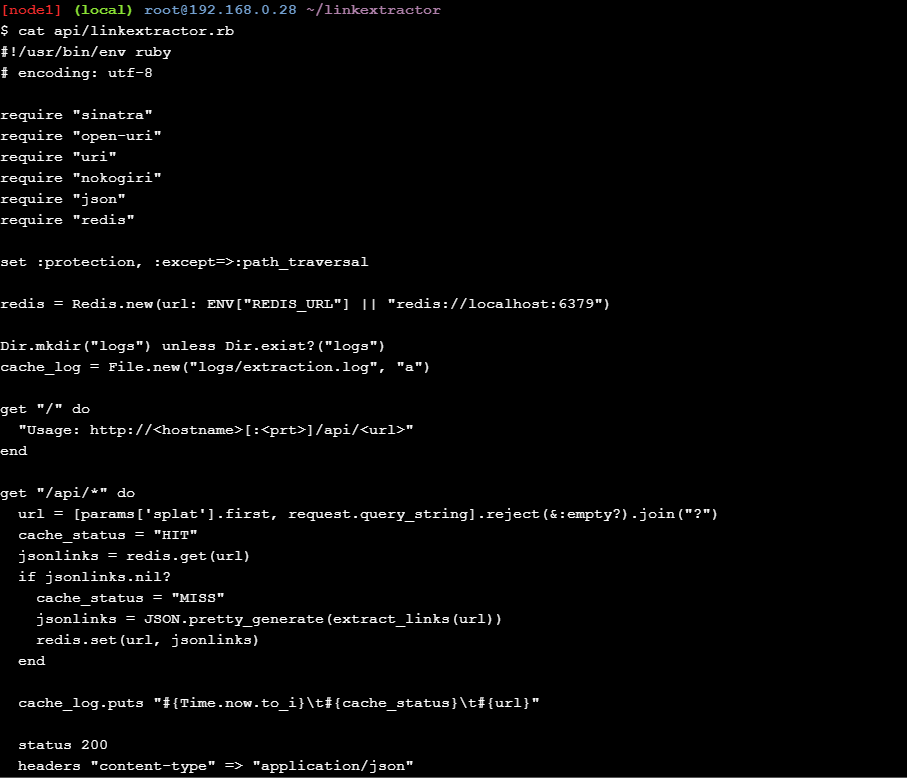 [node1] (local) root@192.168.0.28 ~/linkextractor
$ cat api/linkextractor.rb
#!/usr/bin/env ruby
# encoding: utf-8

require "sinatra"
require "open-uri"
require "uri"
require "nokogiri"
require "json"
require "redis"

set :protection, :except=>:path_traversal

redis = Redis.new(url: ENV["REDIS_URL"] || "redis://localhost:6379")

Dir.mkdir("logs") unless Dir.exist?("logs")
cache_log = File.new("logs/extraction.log", "a")

get "/" do
  "Usage: http://<hostname>[:<prt>]/api/<url>"
end

get "/api/*" do
  url = [params['splat'].first, request.query_string].reject(&:empty?).join("?")
  cache_status = "HIT"
  jsonlinks = redis.get(url)
  if jsonlinks.nil?
    cache_status = "MISS"
    jsonlinks = JSON.pretty_generate(extract_links(url))
    redis.set(url, jsonlinks)
  end

  cache_log.puts "#{Time.now.to_i}\t#{cache_status}\t#{url}"

  status 200
  headers "content-type" => "application/json"